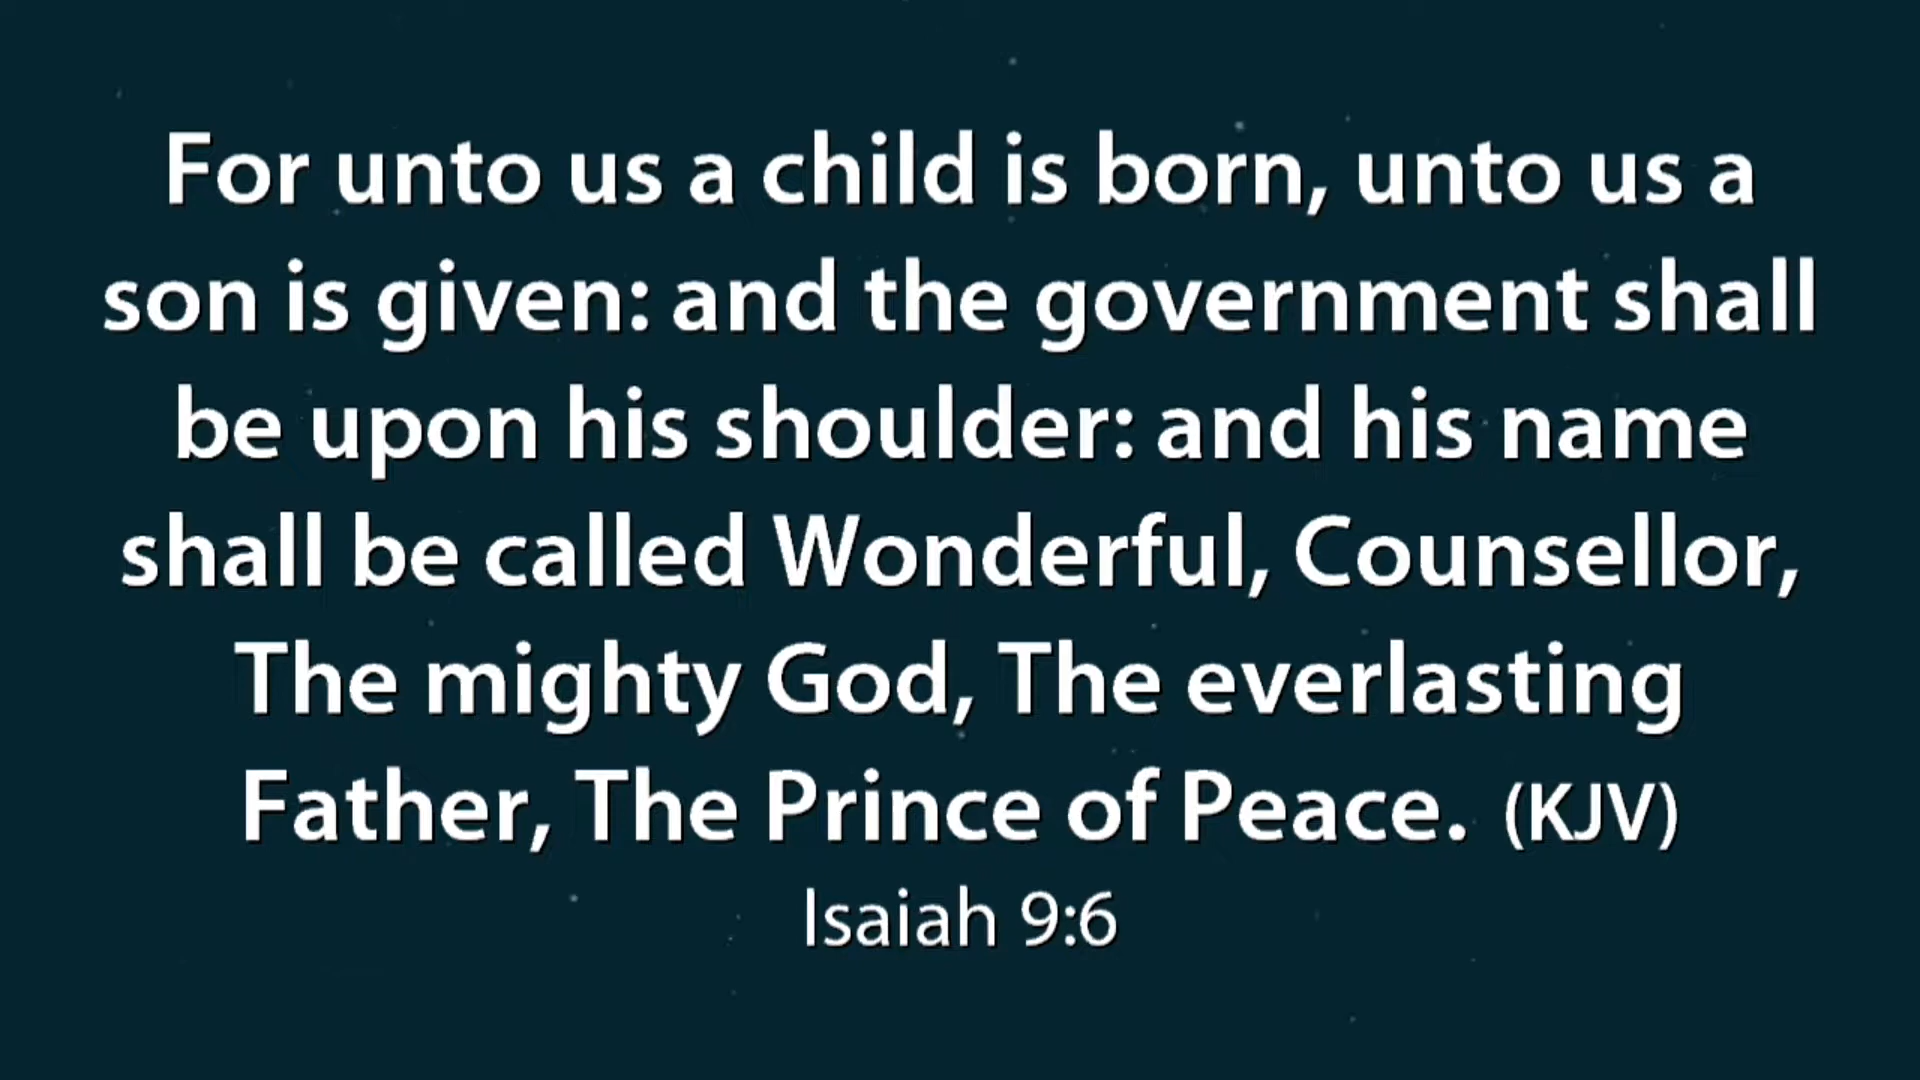 For unto us a child is born, unto us a
son is given: and the government shall
be upon his shoulder: and his name
shall be called Wonderful, Counsellor,
The mighty God, The everlasting
Father, The Prince of Peace. (KJV)
Isaiah 9:6